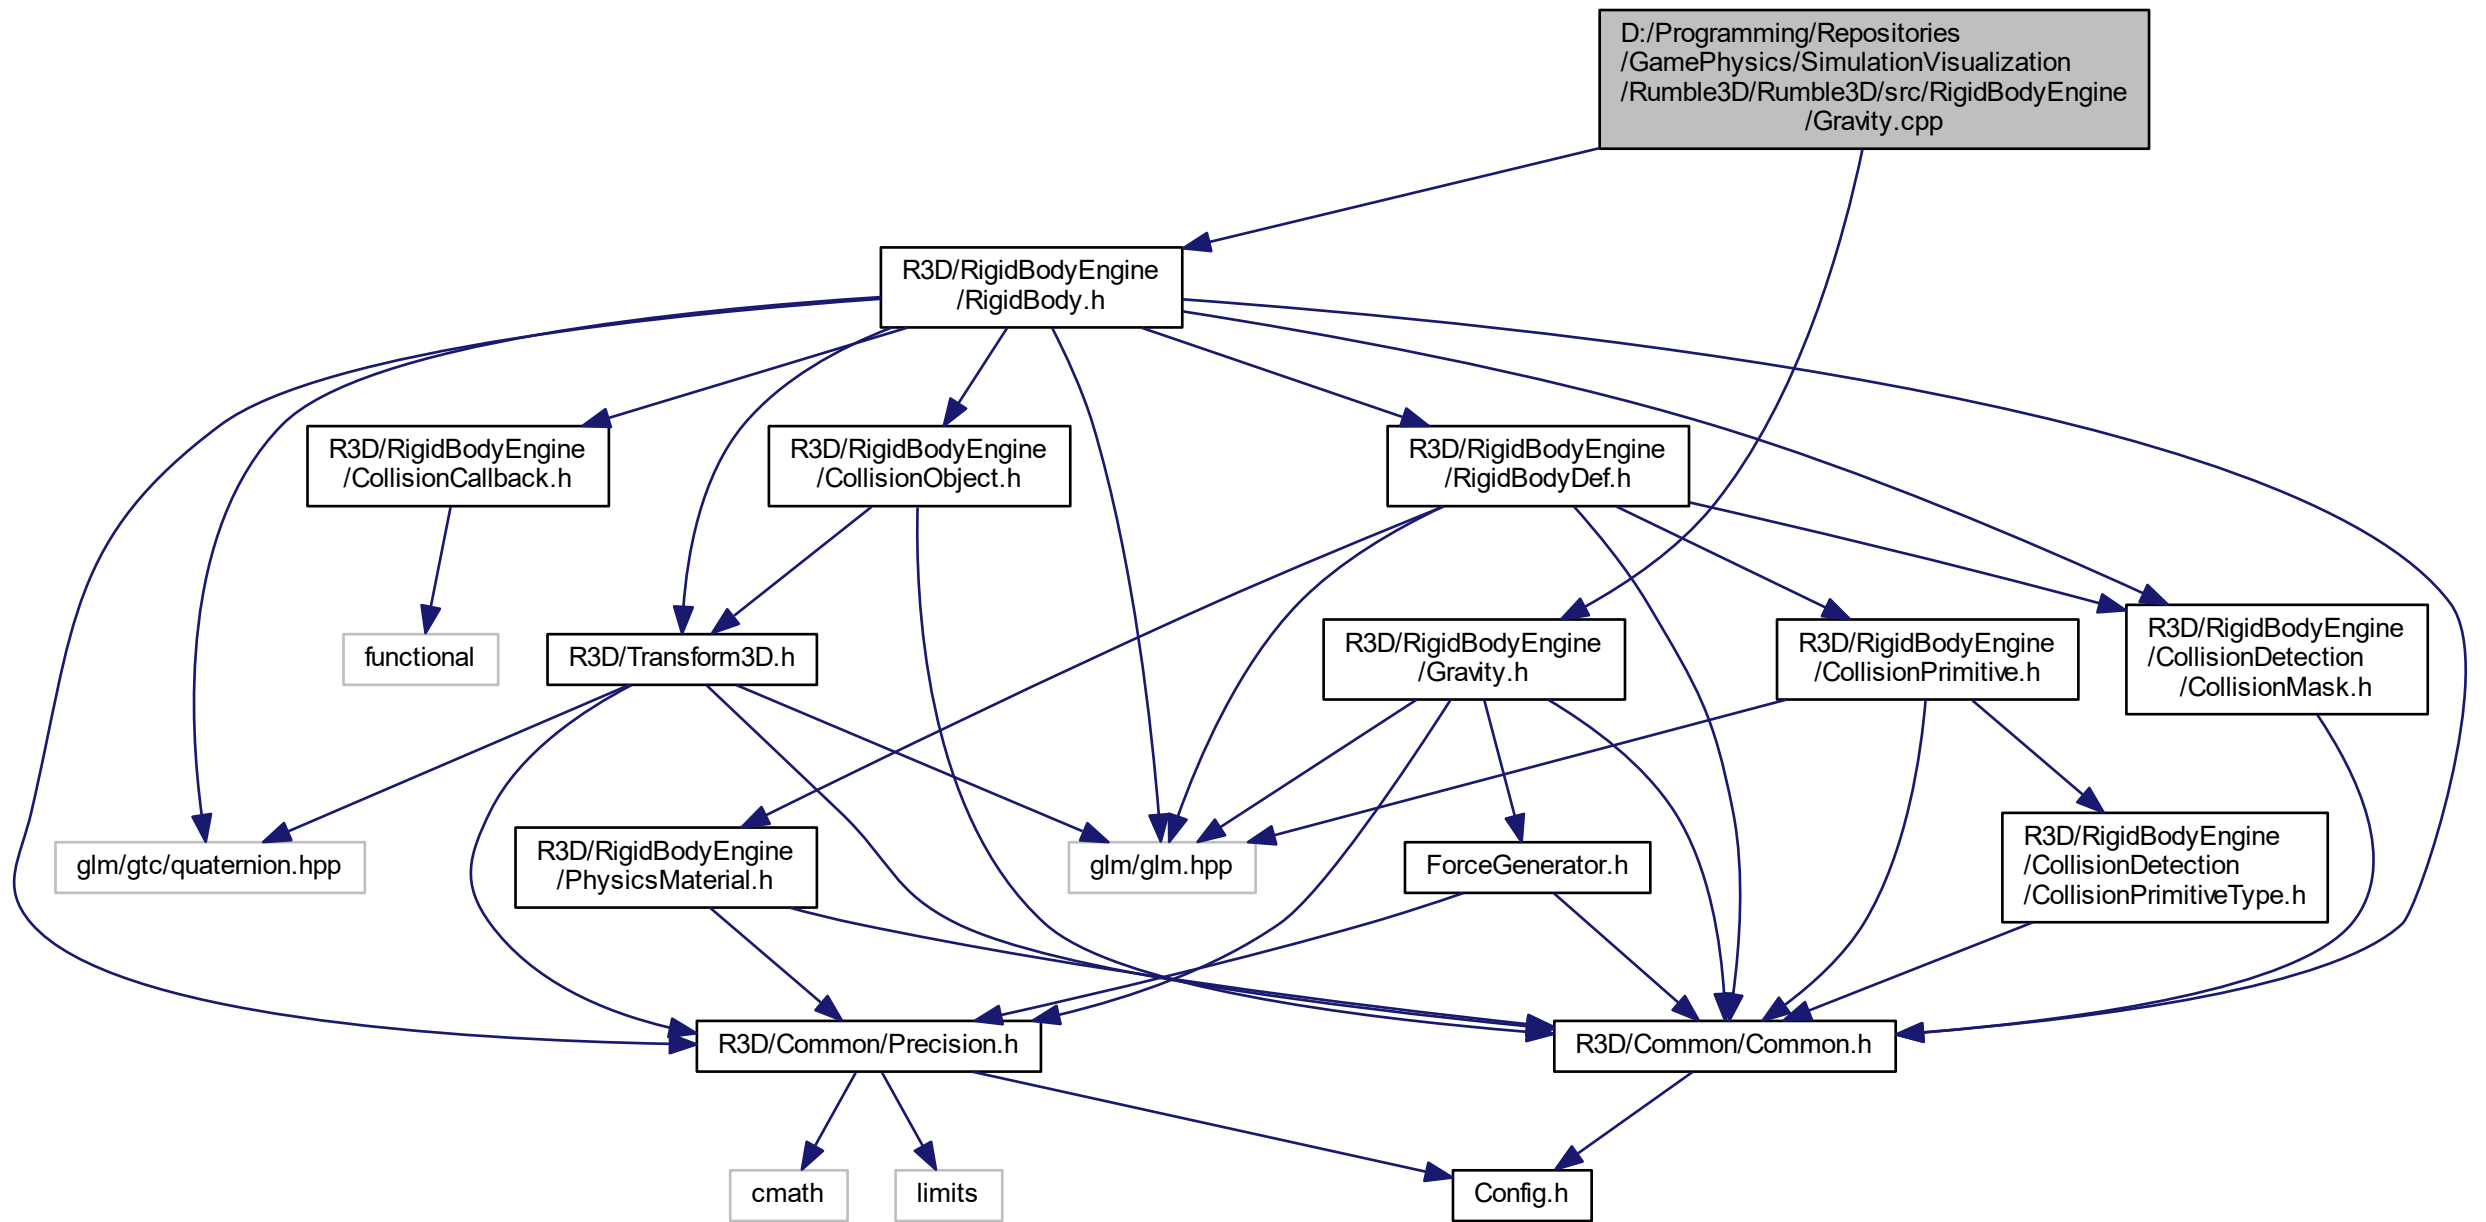 D:/Programming/Repositories
/GamePhysics/SimulationVisualization
/Rumble3D/Rumble3D/src/RigidBodyEngine
/Gravity.cpp
R3D/RigidBodyEngine
/RigidBody.h
R3D/RigidBodyEngine
/CollisionCallback.h
R3D/RigidBodyEngine
/CollisionObject.h
R3D/RigidBodyEngine
/RigidBodyDef.h
functional
R3D/Transform3D.h
R3D/RigidBodyEngine
/Gravity.h
R3D/RigidBodyEngine
/CollisionPrimitive.h
R3D/RigidBodyEngine
/CollisionDetection
/CollisionMask.h
glm/gtc/quaternion.hpp
R3D/RigidBodyEngine
/PhysicsMaterial.h
glm/glm.hpp
ForceGenerator.h
R3D/RigidBodyEngine
/CollisionDetection
/CollisionPrimitiveType.h
R3D/Common/Precision.h
R3D/Common/Common.h
cmath
limits
Config.h